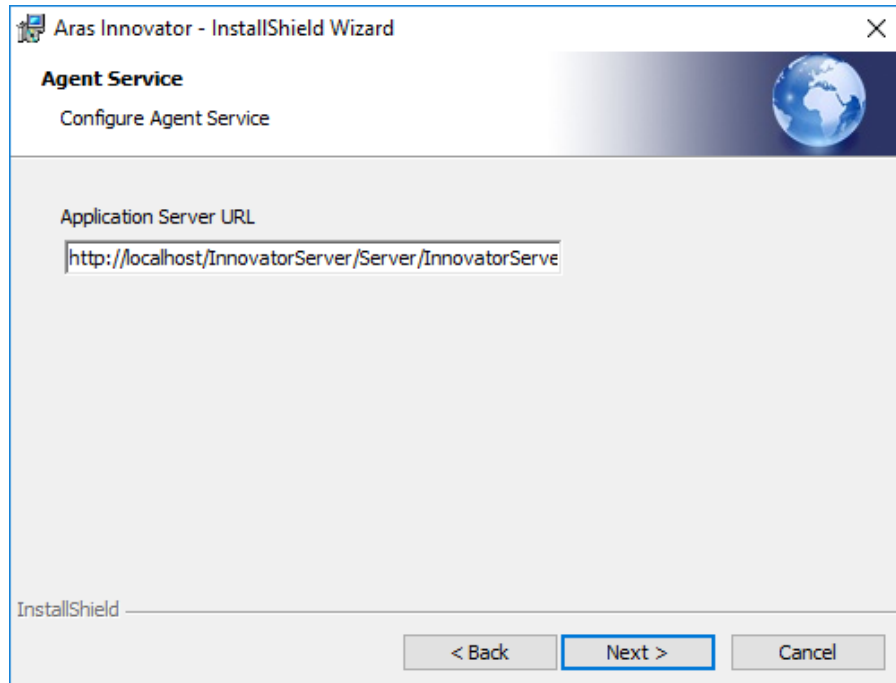 Aras Innovator - InstallShield Wizard
Agent Service
Configure Agent Service
Application Server URL
http://localhost/InnovatorServer/Server/InnovatorServe
InstallShield
< Back Next > Cancel